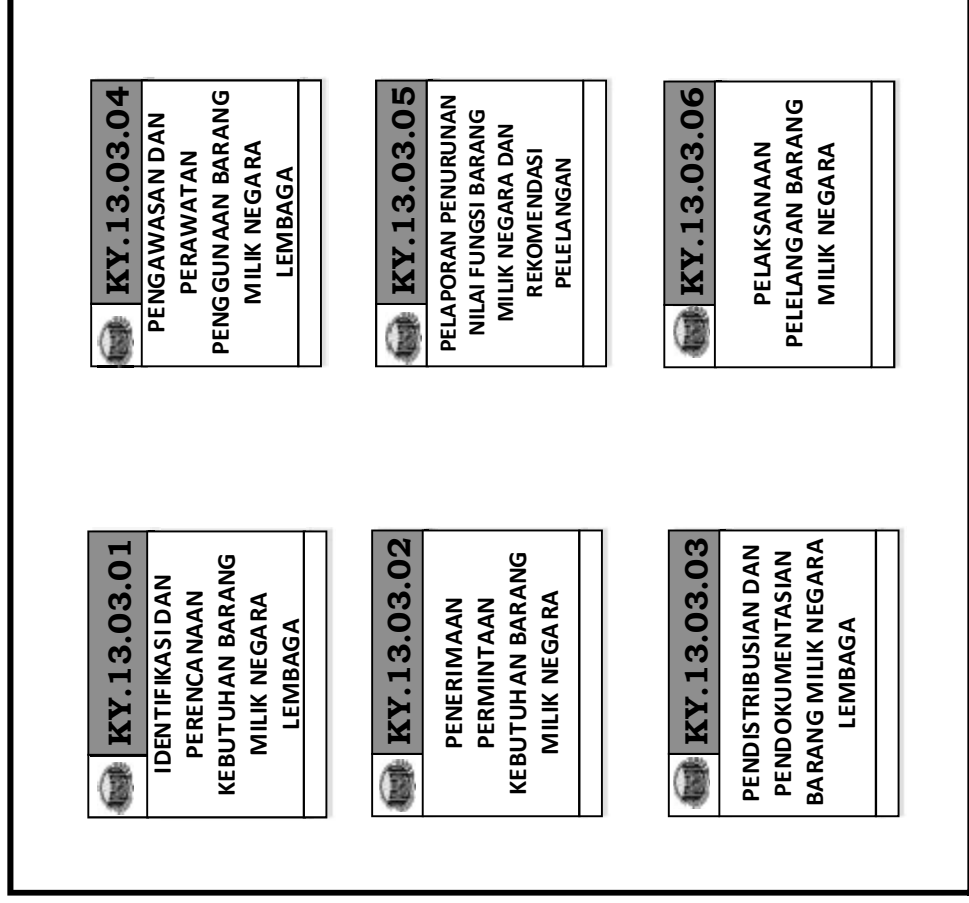 KY.13.03.01
IDENTIFIKASI DAN
PERENCANAAN
KEBUTUHAN BARANG
MILIK NEGARA
LEMBAGA
KY.13.03.02
PENERIMAAN
PERMINTAAN
KEBUTUHAN BARANG
MILIK NEGARA
KY.13.03.03
PENDISTRIBUSIAN DAN
PENDOKUMENTASIAN
BARANG MILIK NEGARA
LEMBAGA
KY.13.03.04
PENGAWASAN DAN
PERAWATAN
PENGGUNAAN BARANG
MILIK NEGARA
LEMBAGA
KY.13.03.05
PELAPORAN PENURUNAN
NILAI FUNGSI BARANG
MILIK NEGARA DAN
REKOMENDASI
PELELANGAN
KY.13.03.06
PELAKSANAAN
PELELANGAN BARANG
MILIK NEGARA